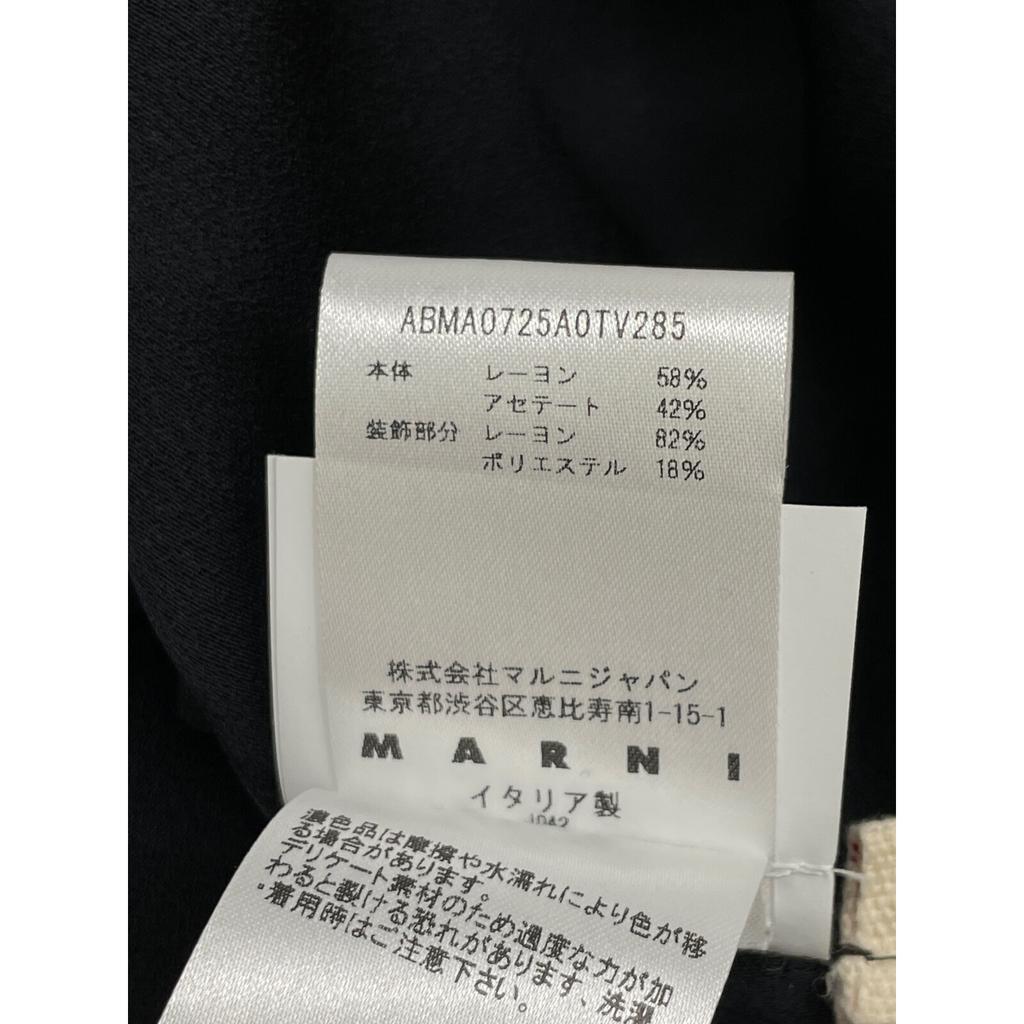 ABMA0725A0TV285
本体 レーヨン 58%
アセテート 42%
装飾部分 レーヨン 82%
ポリエステル 18%
株式会社マルニジャパン
東京都渋谷区恵比寿南1-15-1
MARNI
イタリア製
濃色品は摩擦や水濡れにより色が移
る場合があります。
デリケート素材のため過度な力が加
わると裂ける恐れがあります、洗濯
・着用時はご注意下さい。